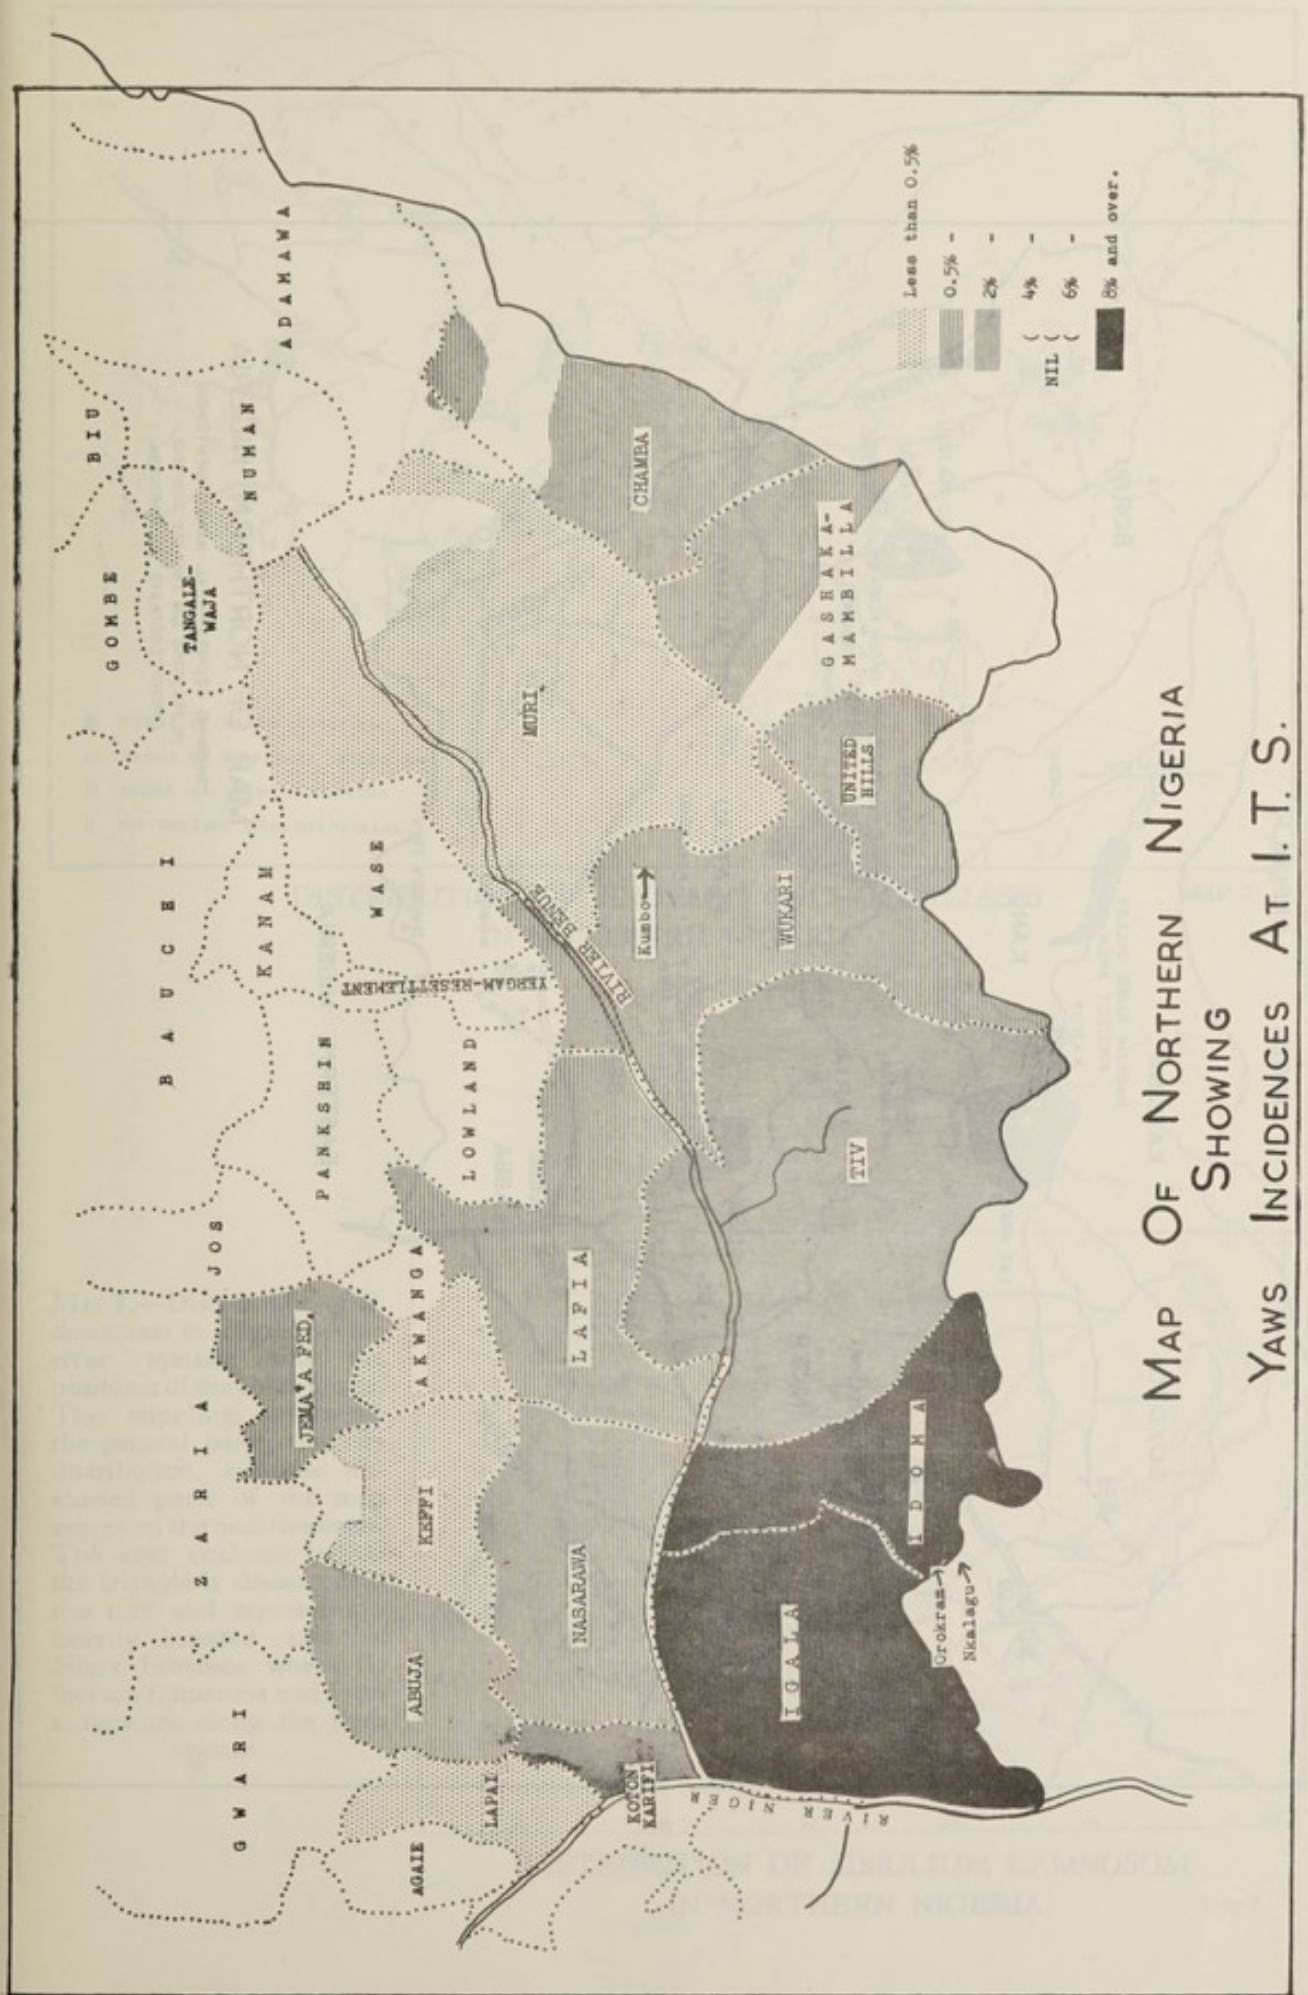 MAP OF NORTHERN NIGERIA
SHOWING
YAWS INCIDENCES AT I. T. S.
Less than 0.5%
0.5% -
2% -
( 4% -
NIL (
( 6% -
8% and over.
GWARI
ZARIA
JOS
BAUCHI
GOMBE
BIU
ADAMAWA
TANGALE-
WAJA
NUMAN
KANAM
WASE
PANKSHIN
YERGAM-RESETTLEMENT
LOWLAND
JEMA'A FED.
AKWANGA
KEFFI
ABUJA
LAPAI
AGAIE
KOTON
KARIFI
NASARAWA
LAFIA
RIVIER BENUE
MURI
CHAMBA
GASHAKA-
MAMBILLA
UNITED
HILLS
Kumbo→
WUKARI
TIV
IDOMA
IGALA
Orokram→
Nkalagu→
RIVER NIGER